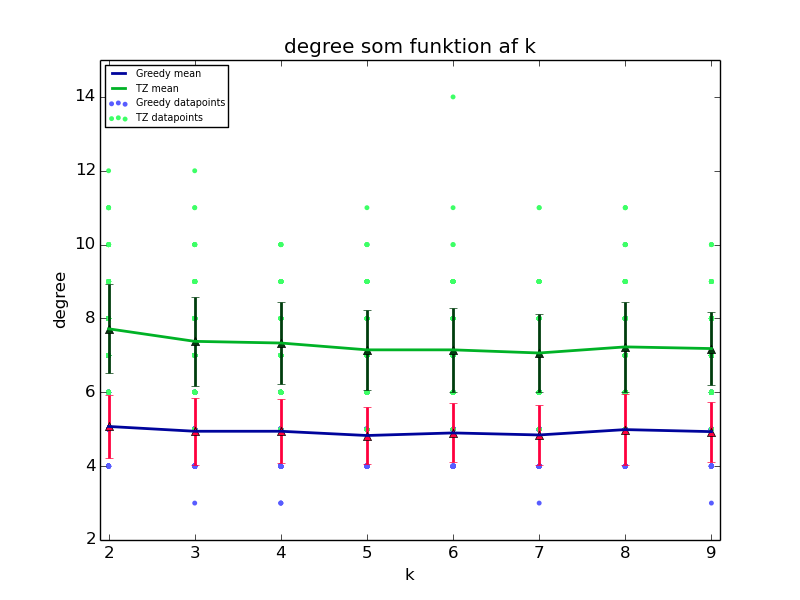 degree som funktion af k
Greedy mean
TZ mean
Greedy datapoints
TZ datapoints
14
12
10
8
6
4
2
degree
2 3 4 5 6 7 8 9
k